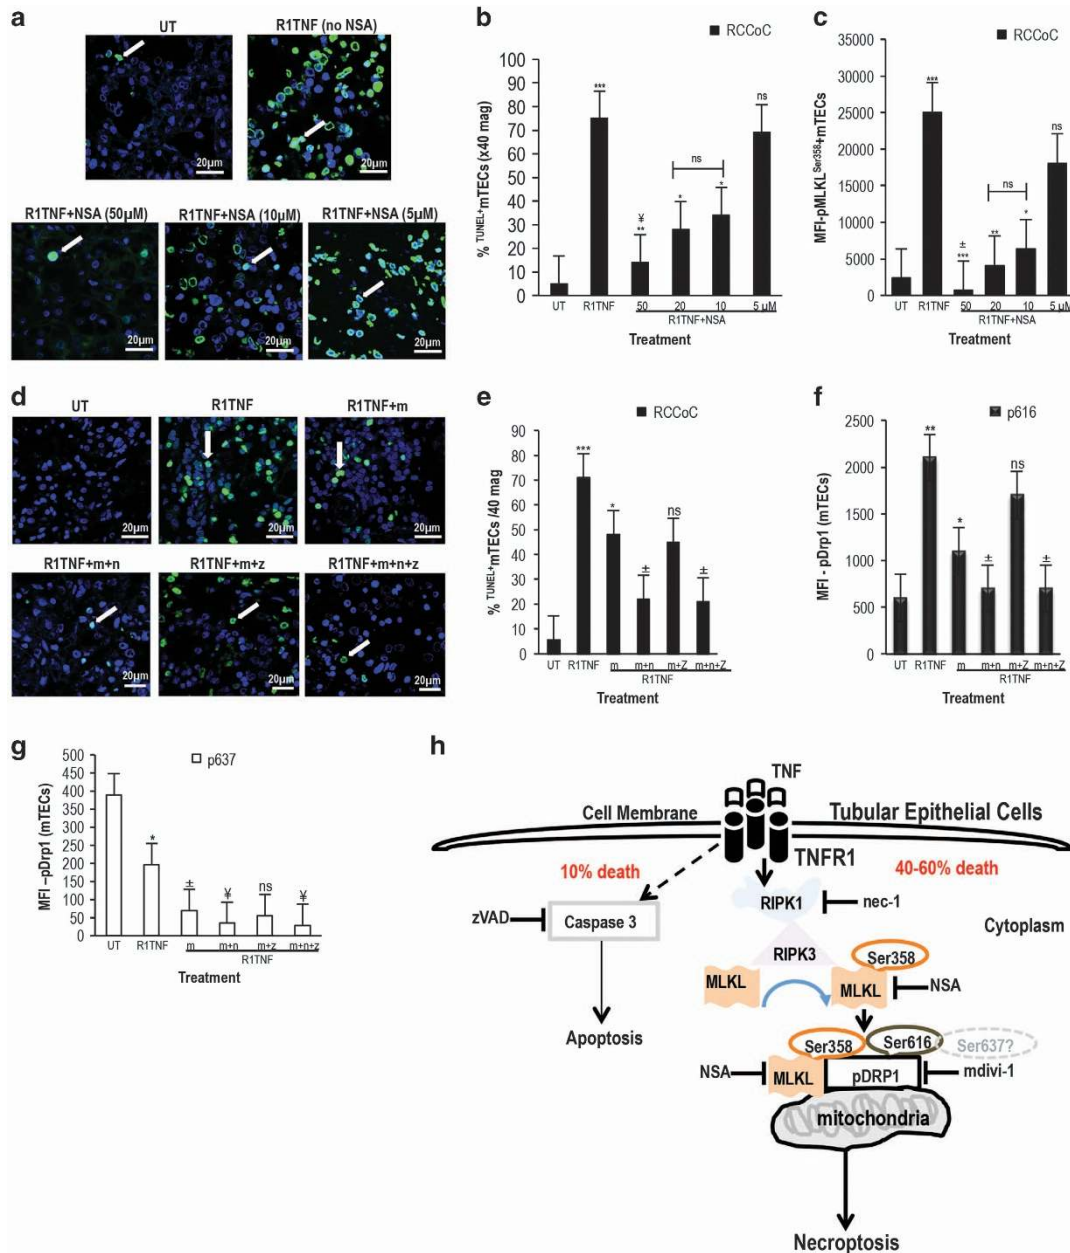 a
UT
R1TNF (no NSA)
20µm
20µm
R1TNF+NSA (50µM)
R1TNF+NSA (10µM)
R1TNF+NSA (5µM)
20µm
20µm
20µm
b
RCCoC
% TUNEL+mTECs (x40 mag)
100
90
80
70
60
50
40
30
20
10
0
***
¥
**
*
ns
*
ns
UT
R1TNF
50
20
10
5 µM
R1TNF+NSA
Treatment
c
RCCoC
MFI-pMLKLSer358+mTECs
35000
30000
25000
20000
15000
10000
5000
0
***
±
***
**
ns
*
ns
UT
R1TNF
50
20
10
5 µM
R1TNF+NSA
Treatment
d
UT
R1TNF
R1TNF+m
20µm
20µm
20µm
R1TNF+m+n
R1TNF+m+z
R1TNF+m+n+z
20µm
20µm
20µm
e
RCCoC
% TUNEL+mTECs /40 mag
90
80
70
60
50
40
30
20
10
0
***
*
±
ns
±
UT
R1TNF
m
m+n
m+Z
m+n+Z
R1TNF
Treatment
f
p616
MFI - pDrp1 (mTECs)
2500
2000
1500
1000
500
0
**
*
±
ns
±
UT
R1TNF
m
m+n
m+Z
m+n+Z
R1TNF
Treatment
g
p637
MFI –pDrp1 (mTECs)
500
450
400
350
300
250
200
150
100
50
0
*
±
¥
ns
¥
UT
R1TNF
m
m+n
m+z
m+n+z
R1TNF
Treatment
h
TNF
Cell Membrane
Tubular Epithelial Cells
TNFR1
10% death
40-60% death
zVAD
Caspase 3
RIPK1
nec-1
Cytoplasm
RIPK3
Ser358
MLKL
MLKL
NSA
Apoptosis
Ser358
Ser616
Ser637?
NSA
MLKL
pDRP1
mdivi-1
mitochondria
Necroptosis